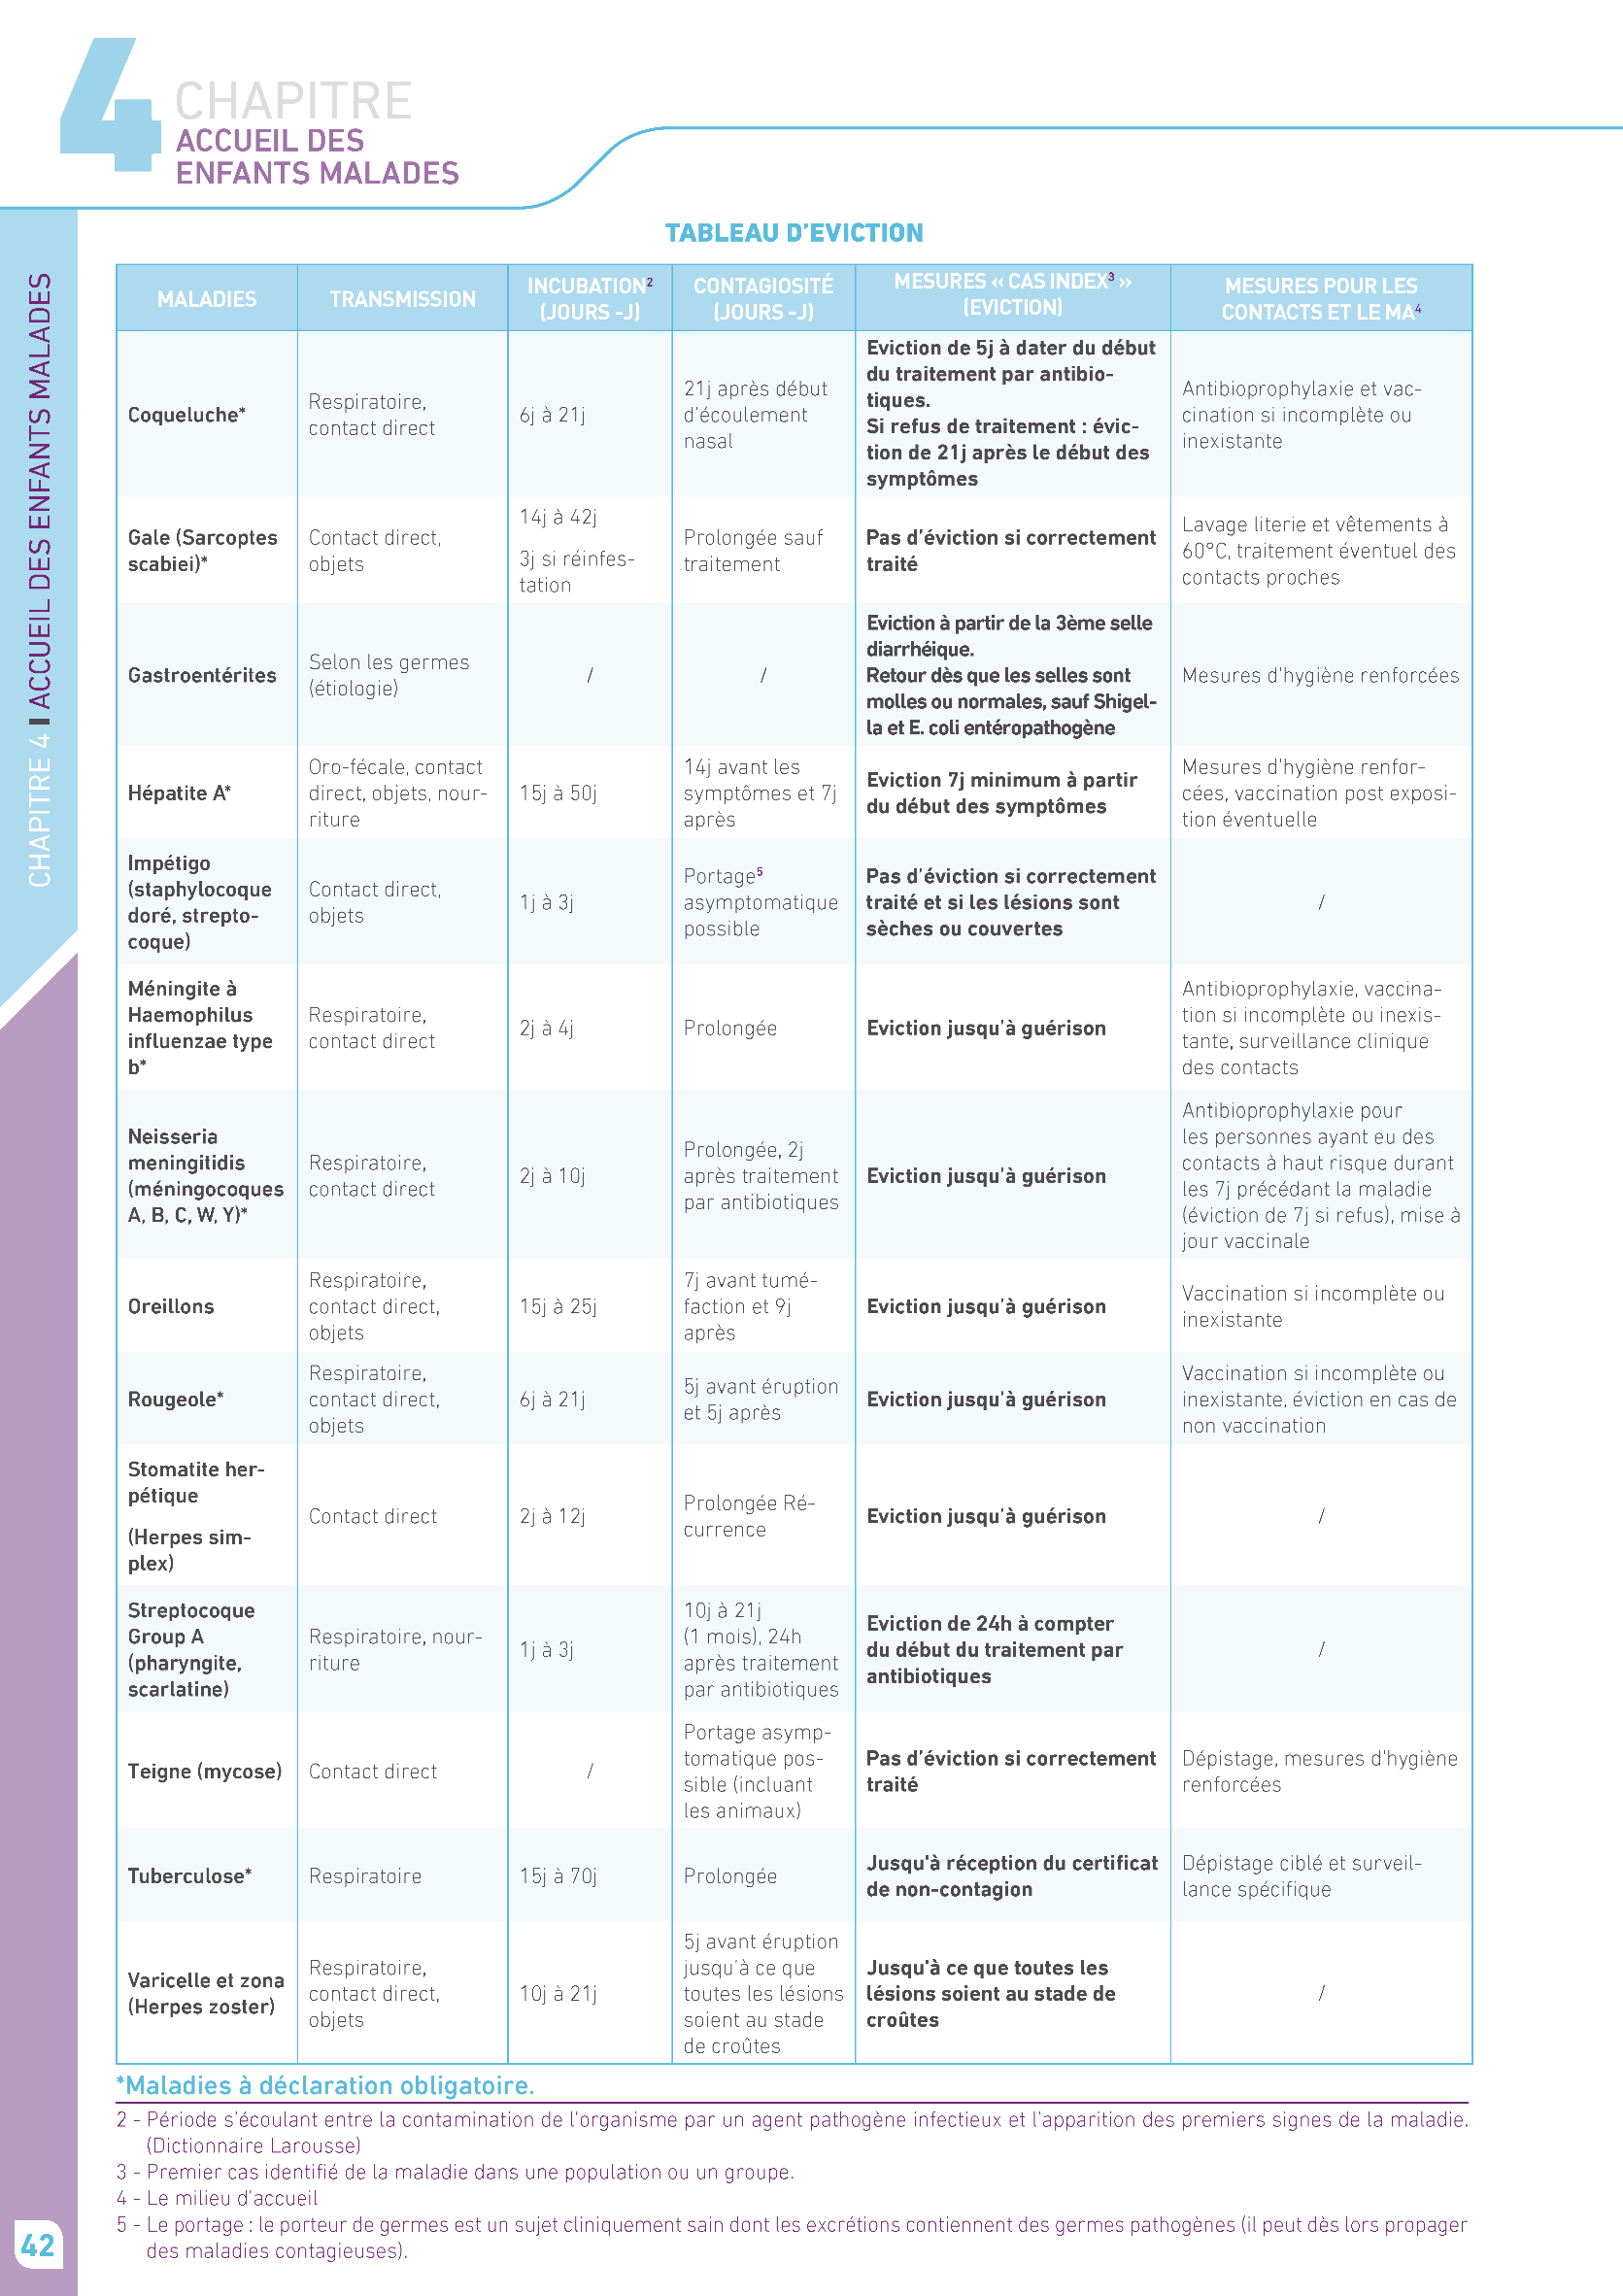 4
CHAPITRE
ACCUEIL DES
ENFANTS MALADES
CHAPITRE 4 I ACCUEIL DES ENFANTS MALADES
TABLEAU D'EVICTION
MALADIES
TRANSMISSION
INCUBATION²
(JOURS -J)
CONTAGIOSITÉ
(JOURS -J)
MESURES « CAS INDEX³ »
(EVICTION)
MESURES POUR LES
CONTACTS ET LE MA⁴
Coqueluche*
Respiratoire,
contact direct
6j à 21j
21j après début
d'écoulement
nasal
Eviction de 5j à dater du début
du traitement par antibio-
tiques.
Si refus de traitement : évic-
tion de 21j après le début des
symptômes
Antibioprophylaxie et vac-
cination si incomplète ou
inexistante
Gale (Sarcoptes
scabiei)*
Contact direct,
objets
14j à 42j
3j si réinfes-
tation
Prolongée sauf
traitement
Pas d'éviction si correctement
traité
Lavage literie et vêtements à
60°C, traitement éventuel des
contacts proches
Gastroentérites
Selon les germes
(étiologie)
/
/
Eviction à partir de la 3ème selle
diarrhéique.
Retour dès que les selles sont
molles ou normales, sauf Shigel-
la et E. coli entéropathogène
Mesures d'hygiène renforcées
Hépatite A*
Oro-fécale, contact
direct, objets, nour-
riture
15j à 50j
14j avant les
symptômes et 7j
après
Eviction 7j minimum à partir
du début des symptômes
Mesures d'hygiène renfor-
cées, vaccination post exposi-
tion éventuelle
Impétigo
(staphylocoque
doré, strepto-
coque)
Contact direct,
objets
1j à 3j
Portage⁵
asymptomatique
possible
Pas d'éviction si correctement
traité et si les lésions sont
sèches ou couvertes
/
Méningite à
Haemophilus
influenzae type
b*
Respiratoire,
contact direct
2j à 4j
Prolongée
Eviction jusqu'à guérison
Antibioprophylaxie, vaccina-
tion si incomplète ou inexis-
tante, surveillance clinique
des contacts
Neisseria
meningitidis
(méningocoques
A, B, C, W, Y)*
Respiratoire,
contact direct
2j à 10j
Prolongée, 2j
après traitement
par antibiotiques
Eviction jusqu'à guérison
Antibioprophylaxie pour
les personnes ayant eu des
contacts à haut risque durant
les 7j précédant la maladie
(éviction de 7j si refus), mise à
jour vaccinale
Oreillons
Respiratoire,
contact direct,
objets
15j à 25j
7j avant tumé-
faction et 9j
après
Eviction jusqu'à guérison
Vaccination si incomplète ou
inexistante
Rougeole*
Respiratoire,
contact direct,
objets
6j à 21j
5j avant éruption
et 5j après
Eviction jusqu'à guérison
Vaccination si incomplète ou
inexistante, éviction en cas de
non vaccination
Stomatite her-
pétique
(Herpes sim-
plex)
Contact direct
2j à 12j
Prolongée Ré-
currence
Eviction jusqu'à guérison
/
Streptocoque
Group A
(pharyngite,
scarlatine)
Respiratoire, nour-
riture
1j à 3j
10j à 21j
(1 mois), 24h
après traitement
par antibiotiques
Eviction de 24h à compter
du début du traitement par
antibiotiques
/
Teigne (mycose)
Contact direct
/
Portage asymp-
tomatique pos-
sible (incluant
les animaux)
Pas d'éviction si correctement
traité
Dépistage, mesures d'hygiène
renforcées
Tuberculose*
Respiratoire
15j à 70j
Prolongée
Jusqu'à réception du certificat
de non-contagion
Dépistage ciblé et surveil-
lance spécifique
Varicelle et zona
(Herpes zoster)
Respiratoire,
contact direct,
objets
10j à 21j
5j avant éruption
jusqu'à ce que
toutes les lésions
soient au stade
de croûtes
Jusqu'à ce que toutes les
lésions soient au stade de
croûtes
/
*Maladies à déclaration obligatoire.
2 - Période s'écoulant entre la contamination de l'organisme par un agent pathogène infectieux et l'apparition des premiers signes de la maladie.
(Dictionnaire Larousse)
3 - Premier cas identifié de la maladie dans une population ou un groupe.
4 - Le milieu d'accueil
5 - Le portage : le porteur de germes est un sujet cliniquement sain dont les excrétions contiennent des germes pathogènes (il peut dès lors propager
des maladies contagieuses).
42